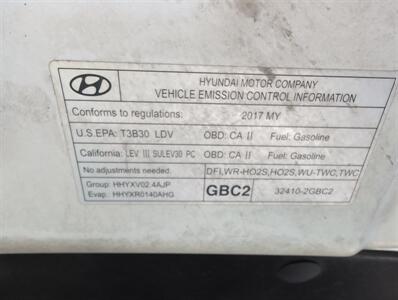 HYUNDAI MOTOR COMPANY
VEHICLE EMISSION CONTROL INFORMATION
Conforms to regulations: 2017 MY
U.S.EPA: T3B30 LDV OBD: CA II Fuel: Gasoline
California: LEV III SULEV30 PC OBD: CA II Fuel: Gasoline
No adjustments needed. DFI,WR-HO2S,HO2S,WU-TWC,TWC
Group: HHYXV02.4AJP
Evap: HHYXR0140AHG
GBC2 32410-2GBC2